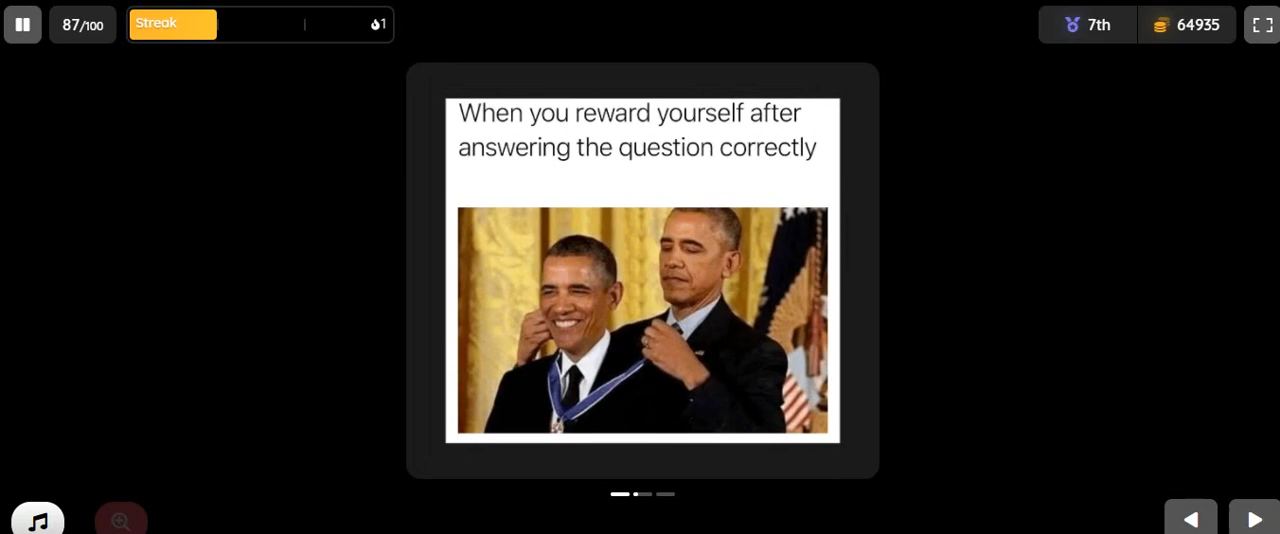 87/100
Streak
1
7th
64935
When you reward yourself after
answering the question correctly